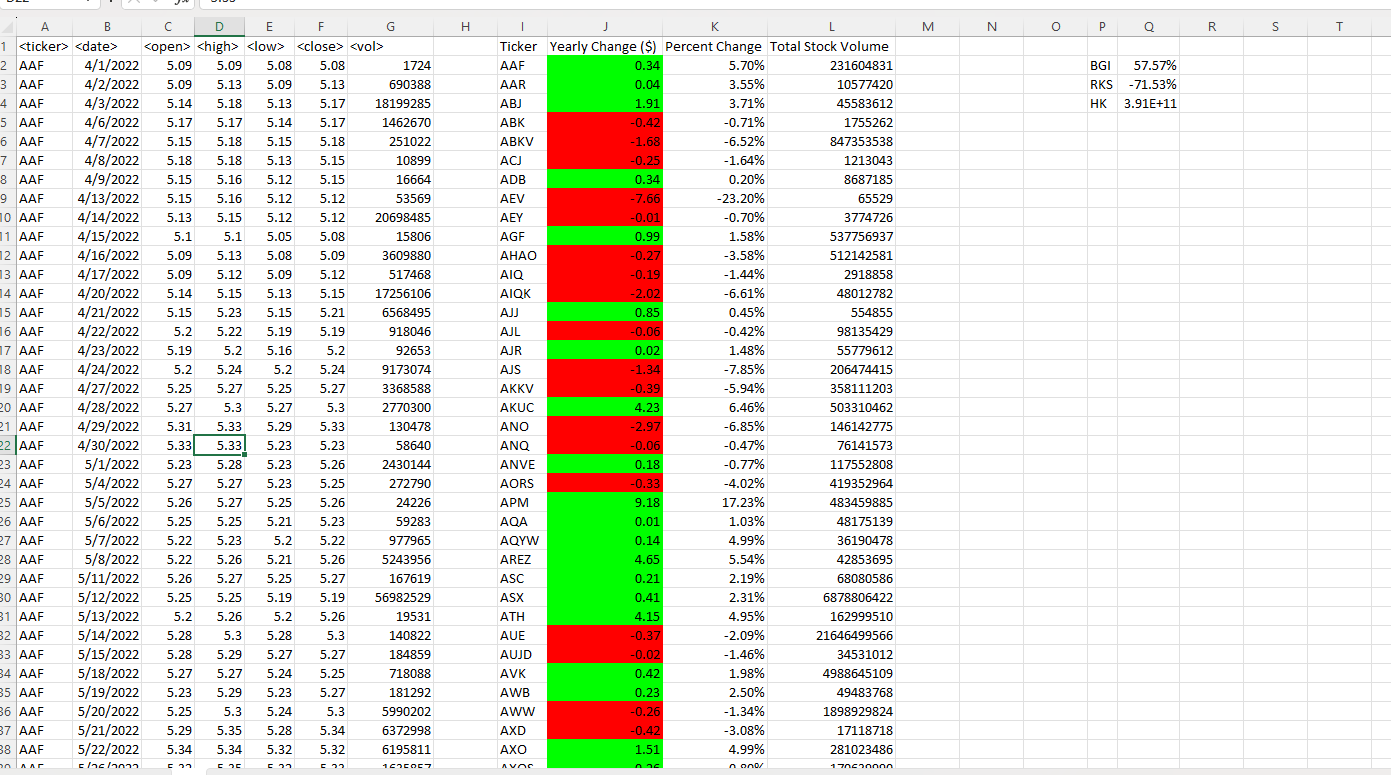 A B C D E F G H I J K L M N O P Q R S T
1 <ticker> <date> <open> <high> <low> <close> <vol> Ticker Yearly Change ($) Percent Change Total Stock Volume
2 AAF 4/1/2022 5.09 5.09 5.08 5.08 1724 AAF 0.34 5.70% 231604831 BGI 57.57%
3 AAF 4/2/2022 5.09 5.13 5.09 5.13 690388 AAR 0.04 3.55% 10577420 RKS -71.53%
4 AAF 4/3/2022 5.14 5.18 5.13 5.17 18199285 ABJ 1.91 3.71% 45583612 HK 3.91E+11
5 AAF 4/6/2022 5.17 5.17 5.14 5.17 1462670 ABK -0.42 -0.71% 1755262
6 AAF 4/7/2022 5.15 5.18 5.15 5.18 251022 ABKV -1.68 -6.52% 847353538
7 AAF 4/8/2022 5.18 5.18 5.13 5.15 10899 ACJ -0.25 -1.64% 1213043
8 AAF 4/9/2022 5.15 5.16 5.12 5.15 16664 ADB 0.34 0.20% 8687185
9 AAF 4/13/2022 5.15 5.16 5.12 5.12 53569 AEV -7.66 -23.20% 65529
10 AAF 4/14/2022 5.13 5.15 5.12 5.12 20698485 AEY -0.01 -0.70% 3774726
11 AAF 4/15/2022 5.1 5.1 5.05 5.08 15806 AGF 0.99 1.58% 537756937
12 AAF 4/16/2022 5.09 5.13 5.08 5.09 3609880 AHAO -0.27 -3.58% 512142581
13 AAF 4/17/2022 5.09 5.12 5.09 5.12 517468 AIQ -0.19 -1.44% 2918858
14 AAF 4/20/2022 5.14 5.15 5.13 5.15 17256106 AIQK -2.02 -6.61% 48012782
15 AAF 4/21/2022 5.15 5.23 5.15 5.21 6568495 AJJ 0.85 0.45% 554855
16 AAF 4/22/2022 5.2 5.22 5.19 5.19 918046 AJL -0.06 -0.42% 98135429
17 AAF 4/23/2022 5.19 5.2 5.16 5.2 92653 AJR 0.02 1.48% 55779612
18 AAF 4/24/2022 5.2 5.24 5.2 5.24 9173074 AJS -1.34 -7.85% 206474415
19 AAF 4/27/2022 5.25 5.27 5.25 5.27 3368588 AKKV -0.39 -5.94% 358111203
20 AAF 4/28/2022 5.27 5.3 5.27 5.3 2770300 AKUC 4.23 6.46% 503310462
21 AAF 4/29/2022 5.31 5.33 5.29 5.33 130478 ANO -2.97 -6.85% 146142775
22 AAF 4/30/2022 5.33 5.33 5.23 5.23 58640 ANQ -0.06 -0.47% 76141573
23 AAF 5/1/2022 5.23 5.28 5.23 5.26 2430144 ANVE 0.18 -0.77% 117552808
24 AAF 5/4/2022 5.27 5.27 5.23 5.25 272790 AORS -0.33 -4.02% 419352964
25 AAF 5/5/2022 5.26 5.27 5.25 5.26 24226 APM 9.18 17.23% 483459885
26 AAF 5/6/2022 5.25 5.25 5.21 5.23 59283 AQA 0.01 1.03% 48175139
27 AAF 5/7/2022 5.22 5.23 5.2 5.22 977965 AQYW 0.14 4.99% 36190478
28 AAF 5/8/2022 5.22 5.26 5.21 5.26 5243956 AREZ 4.65 5.54% 42853695
29 AAF 5/11/2022 5.26 5.27 5.25 5.27 167619 ASC 0.21 2.19% 68080586
30 AAF 5/12/2022 5.25 5.25 5.19 5.19 56982529 ASX 0.41 2.31% 6878806422
31 AAF 5/13/2022 5.2 5.26 5.2 5.26 19531 ATH 4.15 4.95% 162999510
32 AAF 5/14/2022 5.28 5.3 5.28 5.3 140822 AUE -0.37 -2.09% 21646499566
33 AAF 5/15/2022 5.28 5.29 5.27 5.27 184859 AUJD -0.02 -1.46% 34531012
34 AAF 5/18/2022 5.27 5.27 5.24 5.25 718088 AVK 0.42 1.98% 4988645109
35 AAF 5/19/2022 5.23 5.29 5.23 5.27 181292 AWB 0.23 2.50% 49483768
36 AAF 5/20/2022 5.25 5.3 5.24 5.3 5990202 AWW -0.26 -1.34% 1898929824
37 AAF 5/21/2022 5.29 5.35 5.28 5.34 6372998 AXD -0.42 -3.08% 17118718
38 AAF 5/22/2022 5.34 5.34 5.32 5.32 6195811 AXO 1.51 4.99% 281023486